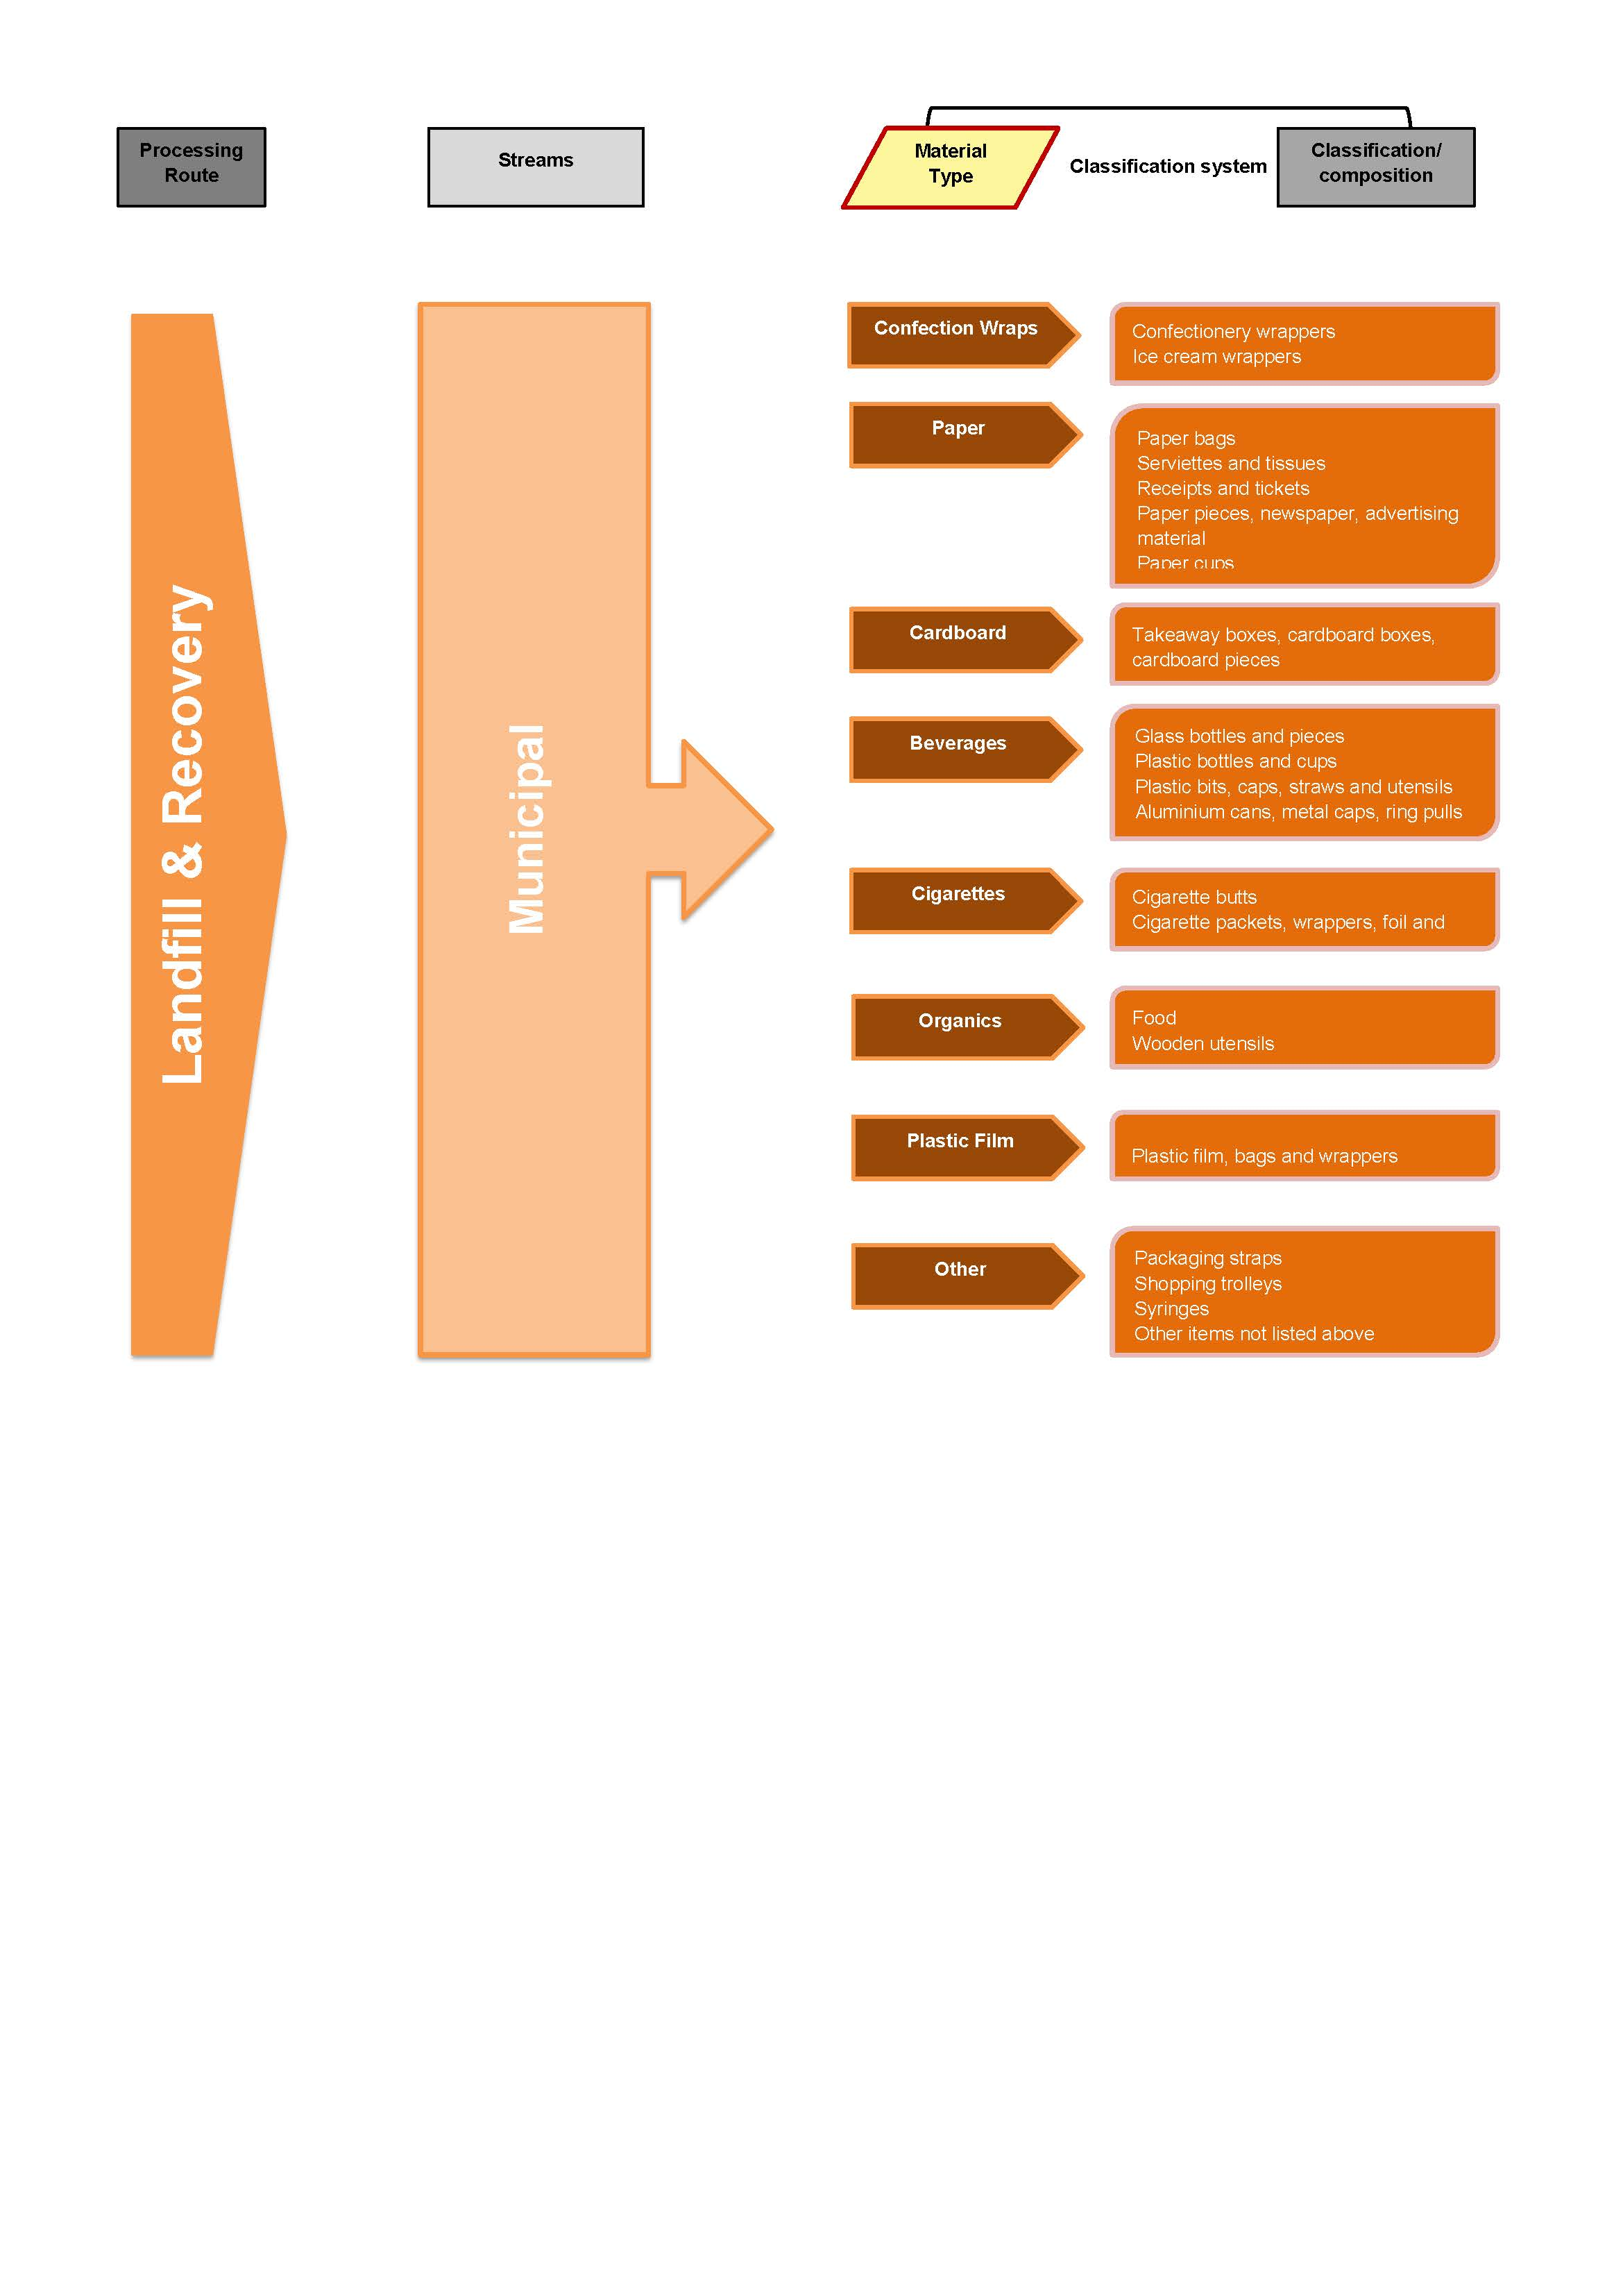 Processing
Route
Streams
Material
Type
Classification system
Classification/
composition
Landfill & Recovery
Municipal
Confection Wraps
Confectionery wrappers
Ice cream wrappers
Paper
Paper bags
Serviettes and tissues
Receipts and tickets
Paper pieces, newspaper, advertising
material
Paper cups
Cardboard
Takeaway boxes, cardboard boxes,
cardboard pieces
Beverages
Glass bottles and pieces
Plastic bottles and cups
Plastic bits, caps, straws and utensils
Aluminium cans, metal caps, ring pulls
Cigarettes
Cigarette butts
Cigarette packets, wrappers, foil and
Organics
Food
Wooden utensils
Plastic Film
Plastic film, bags and wrappers
Other
Packaging straps
Shopping trolleys
Syringes
Other items not listed above